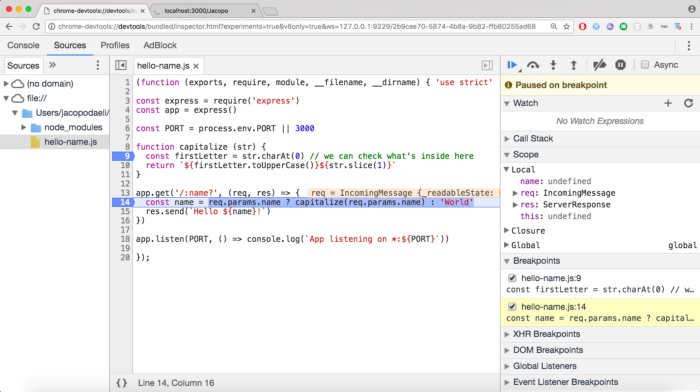 chrome-devtools://devtools/bund
localhost:3000/Jacopo
chrome-devtools://devtools/bundled/inspector.html?experiments=true&v8only=true&ws=127.0.0.1:9229/2b9d0db9-b9d5-4910-82a6-ffb80255ad68
Console
Sources
Profiles
AdBlock
Sources
(no domain)
file://
Users/jacopodaeli/C
node_modules
hello-name.js
hello-name.js
1 (function (exports, require, module, __filename, __dirname) { 'use strict'
2
3 const express = require('express')
4 const app = express()
5
6 const PORT = process.env.PORT || 3000
7
8 function capitalize (str) {
9 const firstLetter = str.charAt(0) // we can check what's inside here
10 return `${firstLetter.toUpperCase()}${str.slice(1)}`
11 }
12
13 app.get('/:name?', (req, res) => { req = IncomingMessage {_readableState:
14 const name = req.params.name ? capitalize(req.params.name) : 'World'
15 res.send(`Hello ${name}!`)
16 })
17
18 app.listen(PORT, () => console.log(`App listening on *:${PORT}`))
19
20 });
Line 14, Column 16
Async
Paused on breakpoint
Watch
No Watch Expressions
Call Stack
Scope
Local
name: undefined
req: IncomingMessage
res: ServerResponse
this: undefined
Closure
Global
global
Breakpoints
hello-name.js:9
const firstLetter = str.charAt(0) // w…
hello-name.js:14
const name = req.params.name ? capital…
XHR Breakpoints
DOM Breakpoints
Global Listeners
Event Listener Breakpoints